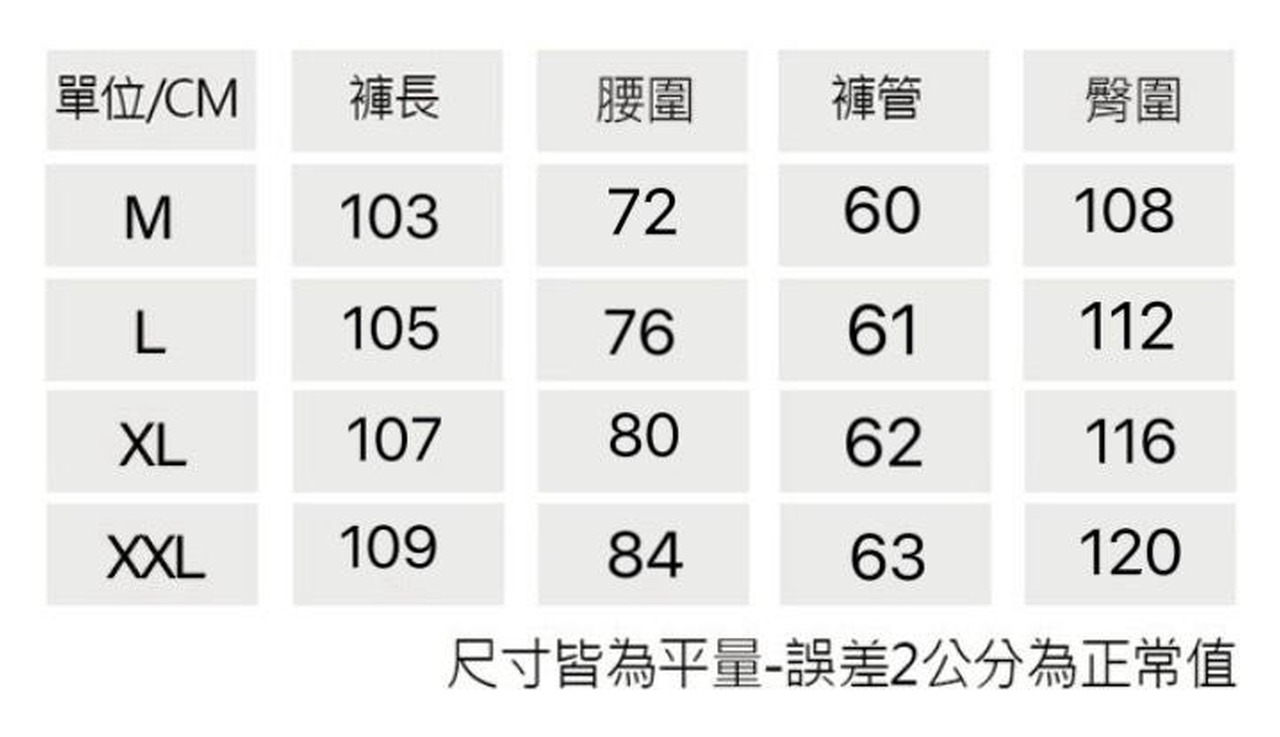 單位/CM 褲長 腰圍 褲管 臀圍
M 103 72 60 108
L 105 76 61 112
XL 107 80 62 116
XXL 109 84 63 120
尺寸皆為平量-誤差2公分為正常值